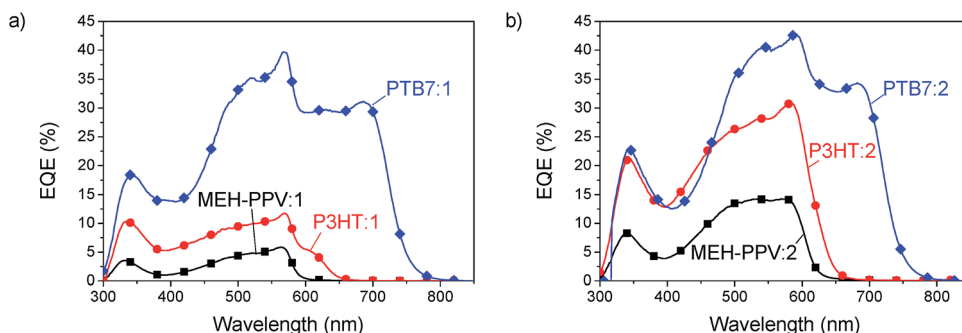 a)
45
40
35
30
25
20
15
10
5
0
EQE (%)
PTB7:1
MEH-PPV:1
P3HT:1
300 400 500 600 700 800
Wavelength (nm)
b)
45
40
35
30
25
20
15
10
5
0
EQE (%)
PTB7:2
P3HT:2
MEH-PPV:2
300 400 500 600 700 800
Wavelength (nm)